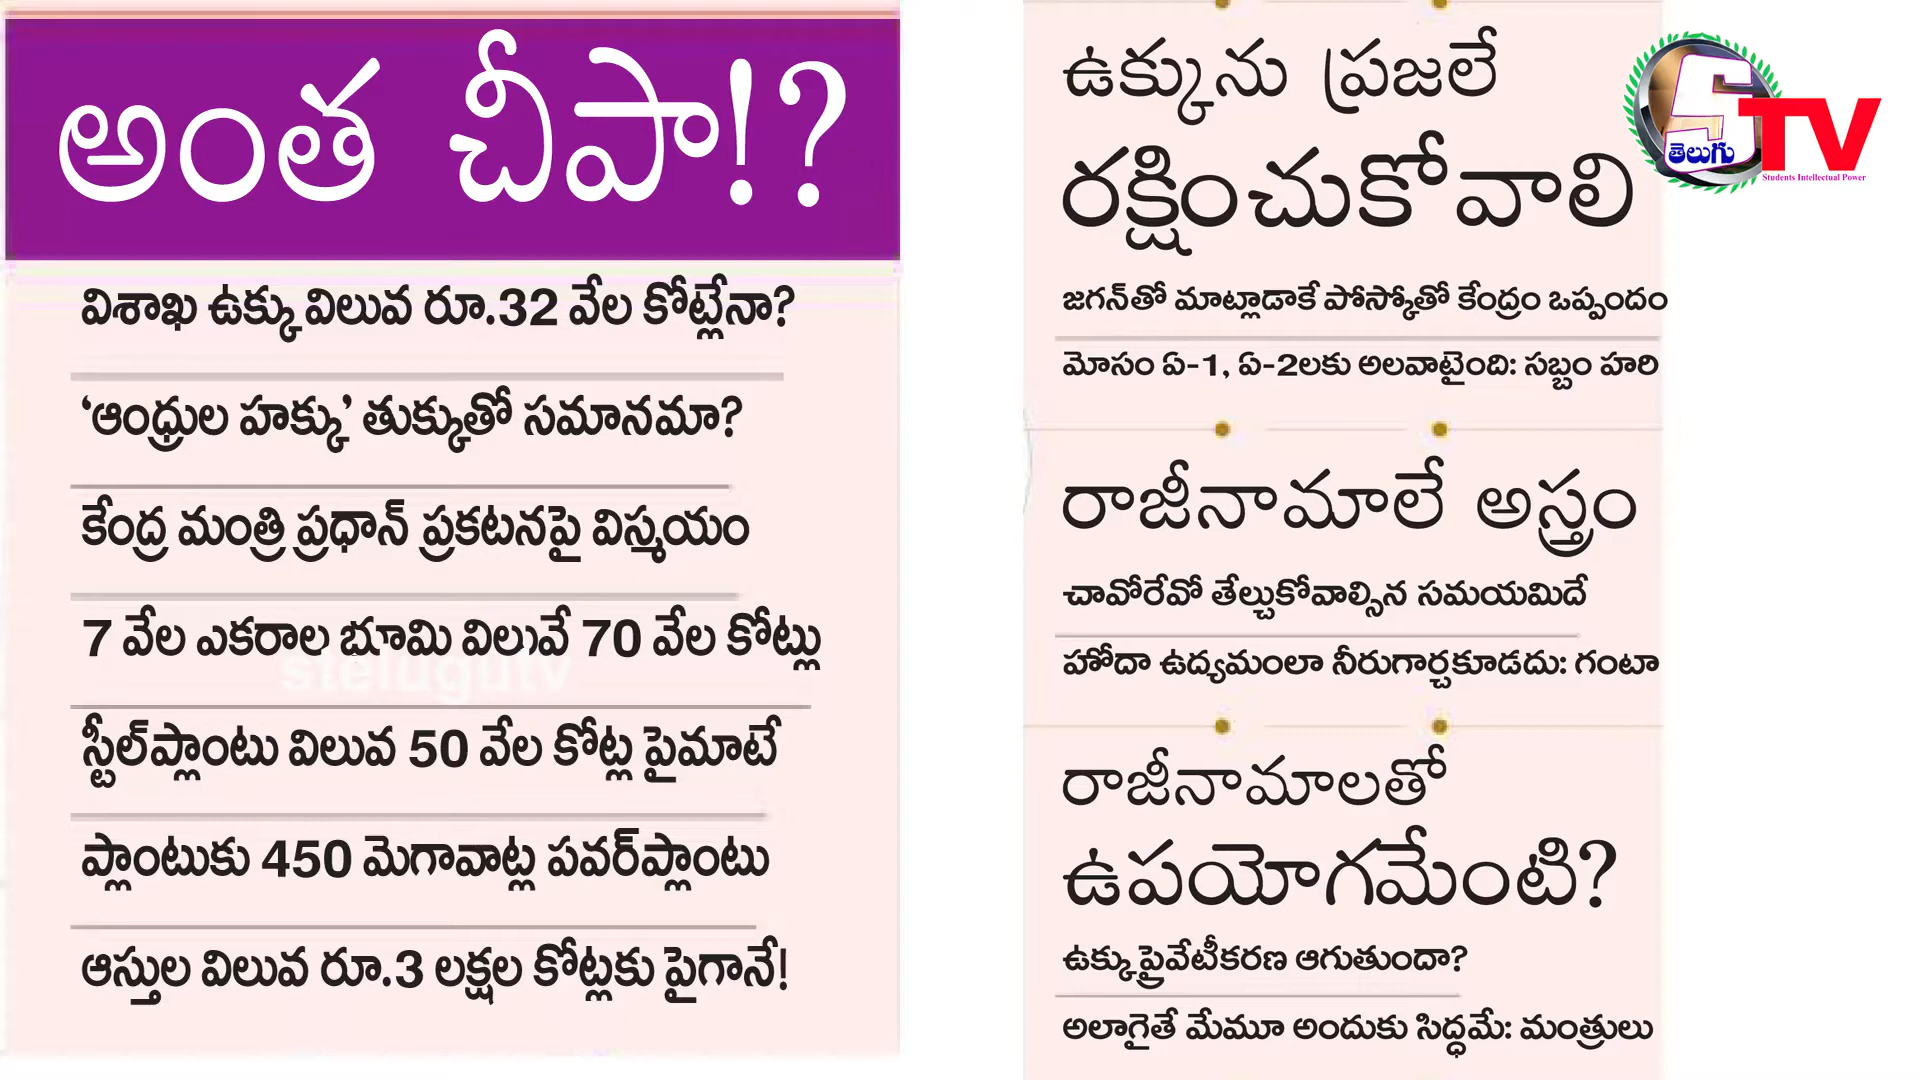 అంత చీపా!?
విశాఖ ఉక్కు విలువ రూ.32 వేల కోట్లేనా?
‘ఆంధ్రుల హక్కు’ తుక్కుతో సమానమా?
కేంద్ర మంత్రి ప్రధాన్ ప్రకటనపై విస్మయం
7 వేల ఎకరాల భూమి విలువే 70 వేల కోట్లు
stelugutv
స్టీల్‌ప్లాంటు విలువ 50 వేల కోట్ల పైమాటే
ప్లాంటుకు 450 మెగావాట్ల పవర్‌ప్లాంటు
ఆస్తుల విలువ రూ.3 లక్షల కోట్లకు పైగానే!
ఉక్కును ప్రజలే
రక్షించుకోవాలి
జగన్‌తో మాట్లాడాకే పోస్కోతో కేంద్రం ఒప్పందం
మోసం ఏ-1, ఏ-2లకు అలవాటైంది: సబ్బం హరి
రాజీనామాలే అస్త్రం
చావోరేవో తేల్చుకోవాల్సిన సమయమిదే
హోదా ఉద్యమంలా నీరుగార్చకూడదు: గంటా
రాజీనామాలతో
ఉపయోగమేంటి?
ఉక్కు ప్రైవేటీకరణ ఆగుతుందా?
అలాగైతే మేమూ అందుకు సిద్ధమే: మంత్రులు
S తెలుగు TV
Students Intellectual Power